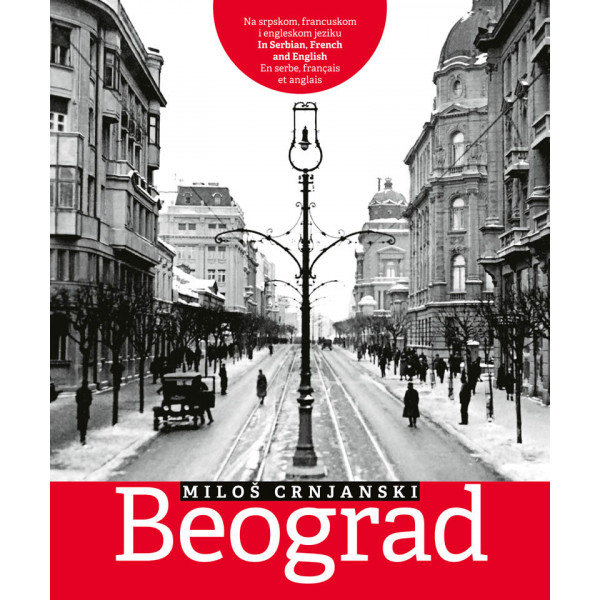 Na srpskom, francuskom
i engleskom jeziku
In Serbian, French
and English
En serbe, français
et anglais
MILOŠ CRNJANSKI
Beograd